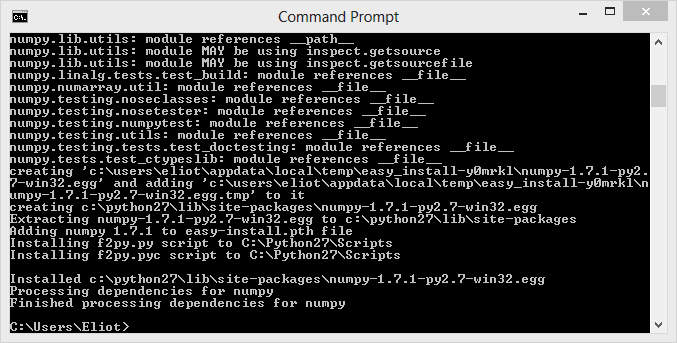 Command Prompt
numpy.lib.utils: module references __path__
numpy.lib.utils: module MAY be using inspect.getsource
numpy.lib.utils: module MAY be using inspect.getsourcefile
numpy.linalg.tests.test_build: module references __file__
numpy.numarray.util: module references __file__
numpy.testing.noseclasses: module references __file__
numpy.testing.nosetester: module references __file__
numpy.testing.numpytest: module references __file__
numpy.testing.utils: module references __file__
numpy.testing.tests.test_doctesting: module references __file__
numpy.tests.test_ctypeslib: module references __file__
creating 'c:\users\eliot\appdata\local\temp\easy_install-y0mrkl\numpy-1.7.1-py2.
7-win32.egg' and adding 'c:\users\eliot\appdata\local\temp\easy_install-y0mrkl\n
umpy-1.7.1-py2.7-win32.egg.tmp' to it
creating c:\python27\lib\site-packages\numpy-1.7.1-py2.7-win32.egg
Extracting numpy-1.7.1-py2.7-win32.egg to c:\python27\lib\site-packages
Adding numpy 1.7.1 to easy-install.pth file
Installing f2py.py script to C:\Python27\Scripts
Installing f2py.pyc script to C:\Python27\Scripts
Installed c:\python27\lib\site-packages\numpy-1.7.1-py2.7-win32.egg
Processing dependencies for numpy
Finished processing dependencies for numpy
C:\Users\Eliot>